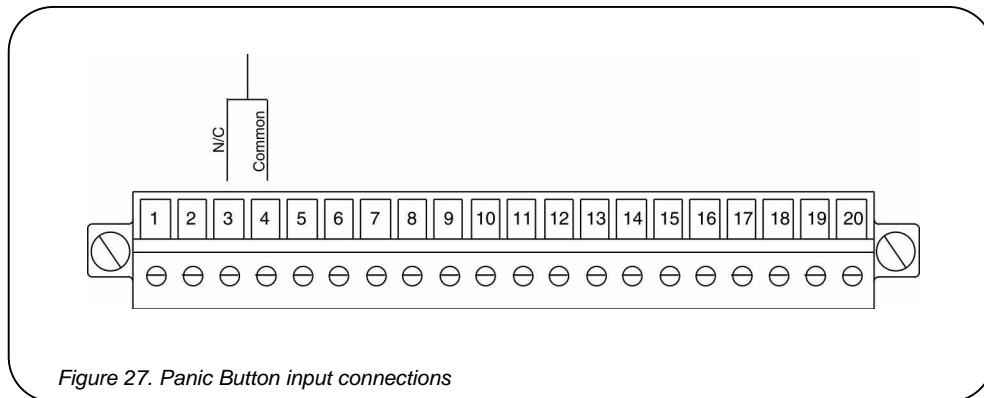 N/C
Common
1 2 3 4 5 6 7 8 9 10 11 12 13 14 15 16 17 18 19 20
Figure 27. Panic Button input connections